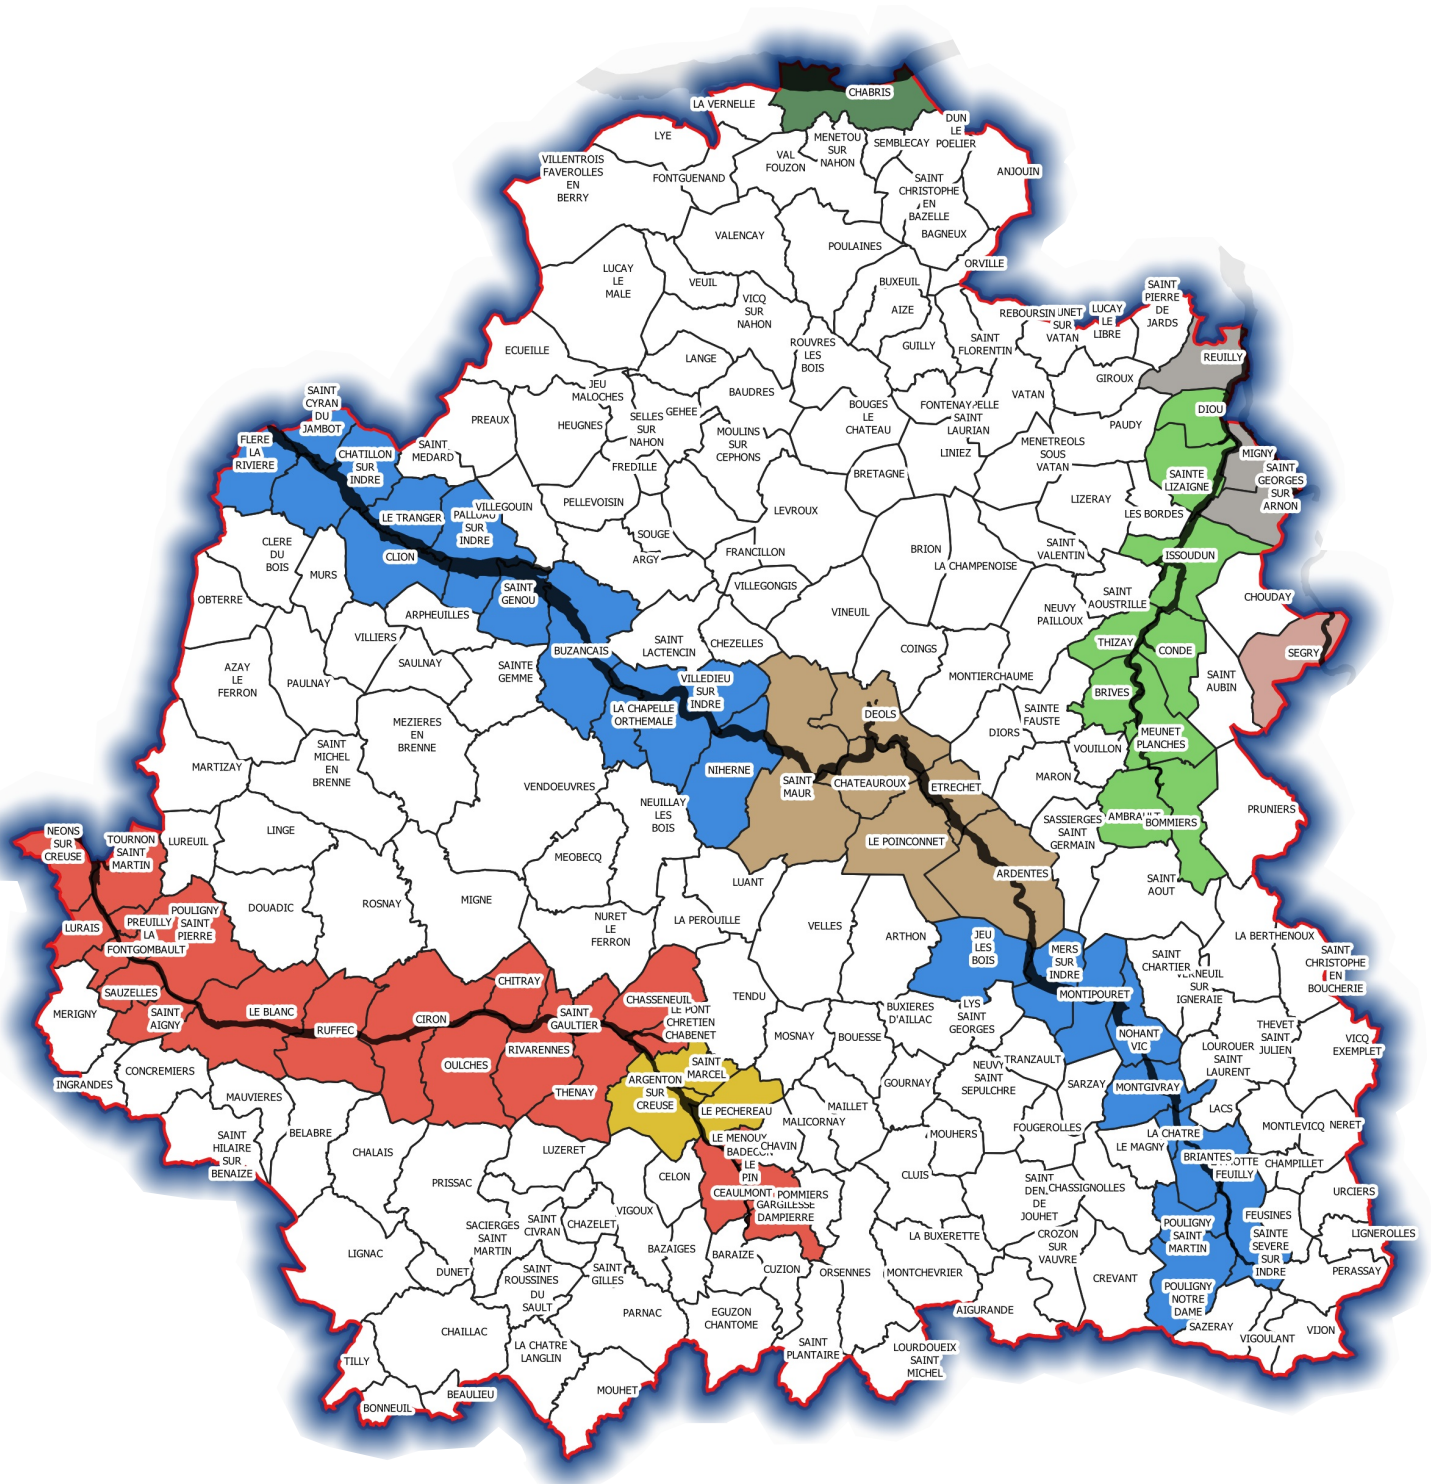 CHABRIS
LA VERNELLE
DUN
LE
POELIER
LYE
MENETOU
SUR
NAHON
SEMBLECAY
VAL
FOUZON
VILLENTROIS
FAVEROLLES
EN
BERRY
FONTGUENAND
ANJOUIN
SAINT
CHRISTOPHE
EN
BAZELLE
BAGNEUX
VALENCAY
POULAINES
ORVILLE
LUCAY
LE
MALE
VEUIL
BUXEUIL
VICQ
SUR
NAHON
AIZE
REBOURSIN
SUR
VATAN
LUCAY
LE
LIBRE
SAINT
PIERRE
DE
JARDS
ECUEILLE
LANGE
ROUVRES
LES
BOIS
GUILLY
SAINT
FLORENTIN
REUILLY
GIROUX
JEU
MALOCHES
BAUDRES
VATAN
SAINT
CYRAN
DU
JAMBOT
PREAUX
HEUGNES
SELLES
SUR
NAHON
GEHEE
BOUGES
LE
CHATEAU
FONTENAY
SAINT
LAURIAN
DIOU
PAUDY
FLERE
LA
RIVIERE
CHATILLON
SUR
INDRE
SAINT
MEDARD
MOULINS
SUR
CEPHONS
LINIEZ
MENETREOLS
SOUS
VATAN
MIGNY
FREDILLE
BRETAGNE
SAINTE
LIZAIGNE
SAINT
GEORGES
SUR
ARNON
PELLEVOISIN
VILLEGOUIN
LEVROUX
LIZERAY
LES BORDES
LE TRANGER
PALLUAU
SUR
INDRE
SOUGE
ARGY
FRANCILLON
BRION
SAINT
VALENTIN
ISSOUDUN
CLERE
DU
BOIS
CLION
LA CHAMPENOISE
MURS
SAINT
GENOU
VILLEGONGIS
SAINT
AOUSTRILLE
CHOUDAY
OBTERRE
ARPHEUILLES
VINEUIL
NEUVY
PAILLOUX
VILLIERS
SAINT
LACTENCIN
CHEZELLES
THIZAY
CONDE
SEGRY
BUZANCAIS
COINGS
AZAY
LE
FERRON
PAULNAY
SAULNAY
SAINTE
GEMME
VILLEDIEU
SUR
INDRE
MONTIERCHAUME
SAINT
AUBIN
BRIVES
LA CHAPELLE
ORTHEMALE
DEOLS
SAINTE
FAUSTE
MEZIERES
EN
BRENNE
DIORS
VOUILLON
MEUNET
PLANCHES
MARTIZAY
SAINT
MICHEL
EN
BRENNE
NIHERNE
SAINT
MAUR
CHATEAUROUX
ETRECHET
MARON
VENDOEUVRES
NEUILLAY
LES
BOIS
PRUNIERS
SASSIERGES
SAINT
GERMAIN
BOMMIERS
NEONS
SUR
CREUSE
TOURNON
SAINT
MARTIN
LUREUIL
LINGE
LE POINCONNET
MEOBECQ
ARDENTES
LUANT
SAINT
AOUT
DOUADIC
ROSNAY
MIGNE
NURET
LE
FERRON
LA PEROUILLE
VELLES
ARTHON
POULIGNY
SAINT
PIERRE
PREUILLY
LA
LURAIS
FONTGOMBAULT
JEU
LES
BOIS
MERS
SUR
INDRE
LA BERTHENOUX
SAINT
CHARTIER
SAINT
CHRISTOPHE
EN
BOUCHERIE
SUR
IGNERAIE
MONTIPOURET
SAUZELLES
CHITRAY
CHASSENEUIL
TENDU
MERIGNY
SAINT
AIGNY
LE BLANC
RUFFEC
CIRON
SAINT
GAULTIER
LE PONT
CHRETIEN
CHABENET
BUXIERES
D'AILLAC
LYS
SAINT
GEORGES
NOHANT
VIC
THEVET
SAINT
JULIEN
VICQ
EXEMPLET
MOSNAY
BOUESSE
LOUROUER
SAINT
LAURENT
RIVARENNES
OULCHES
SAINT
MARCEL
NEUVY
SAINT
SEPULCHRE
TRANZAULT
SARZAY
INGRANDES
CONCREMIERS
GOURNAY
MONTGIVRAY
THENAY
ARGENTON
SUR
CREUSE
LE PECHEREAU
MAUVIERES
MALICORNAY
MAILLET
LACS
BELABRE
FOUGEROLLES
MONTLEVICQ
NERET
SAINT
HILAIRE
SUR
BENAIZE
CHALAIS
LUZERET
LE MENOUX
BADECON
LE
PIN
CHAVIN
MOUHERS
LE MAGNY
LA CHATRE
BRIANTES
FEUILLY
CHAMPILLET
PRISSAC
CELON
CLUIS
CEAULMONT
POMMIERS
GARGILESSE
DAMPIERRE
SAINT
DE
JOUHET
CHASSIGNOLLES
URCIERS
FEUSINES
SACIERGES
SAINT
MARTIN
SAINT
CIVRAN
CHAZELET
VIGOUX
POULIGNY
SAINT
MARTIN
LIGNEROLLES
LIGNAC
BAZAIGES
BARAIZE
LA BUXERETTE
CROZON
SUR
VAUVRE
SAINTE
SEVERE
SUR
INDRE
DUNET
ROUSSINES
SAINT
DU
SAULT
SAINT
GILLES
CUZION
ORSENNES
MONTCHEVRIER
CREVANT
PERASSAY
POULIGNY
NOTRE
DAME
PARNAC
EGUZON
CHANTOME
AIGURANDE
SAZERAY
VIGOULANT
VIJON
CHAILLAC
LA CHATRE
LANGLIN
SAINT
PLANTAIRE
LOURDOUEIX
SAINT
MICHEL
TILLY
MOUHET
BEAULIEU
BONNEUIL